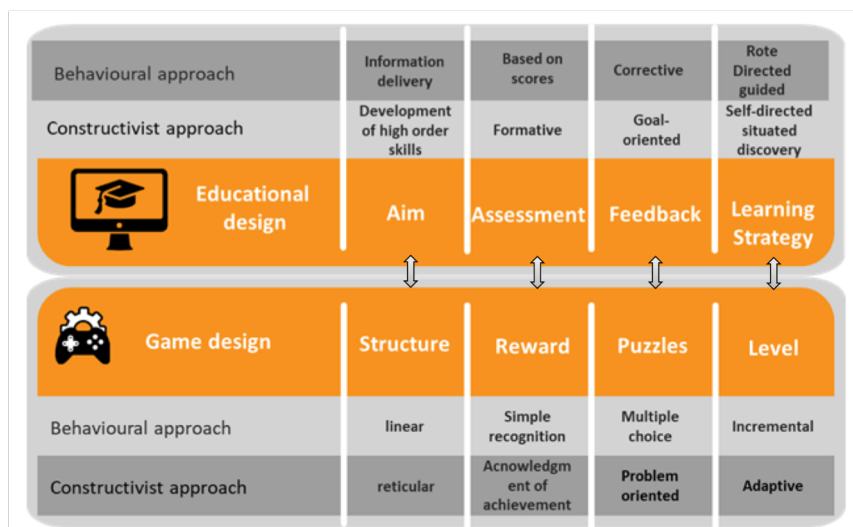 Behavioural approach
Information
delivery
Based on
scores
Corrective
Rote
Directed
guided
Constructivist approach
Development
of high order
skills
Formative
Goal-
oriented
Self-directed
situated
discovery
Educational
design
Aim
Assessment
Feedback
Learning
Strategy
Game design
Structure
Reward
Puzzles
Level
Behavioural approach
linear
Simple
recognition
Multiple
choice
Incremental
Constructivist approach
reticular
Acnowledgm
ent of
achievement
Problem
oriented
Adaptive